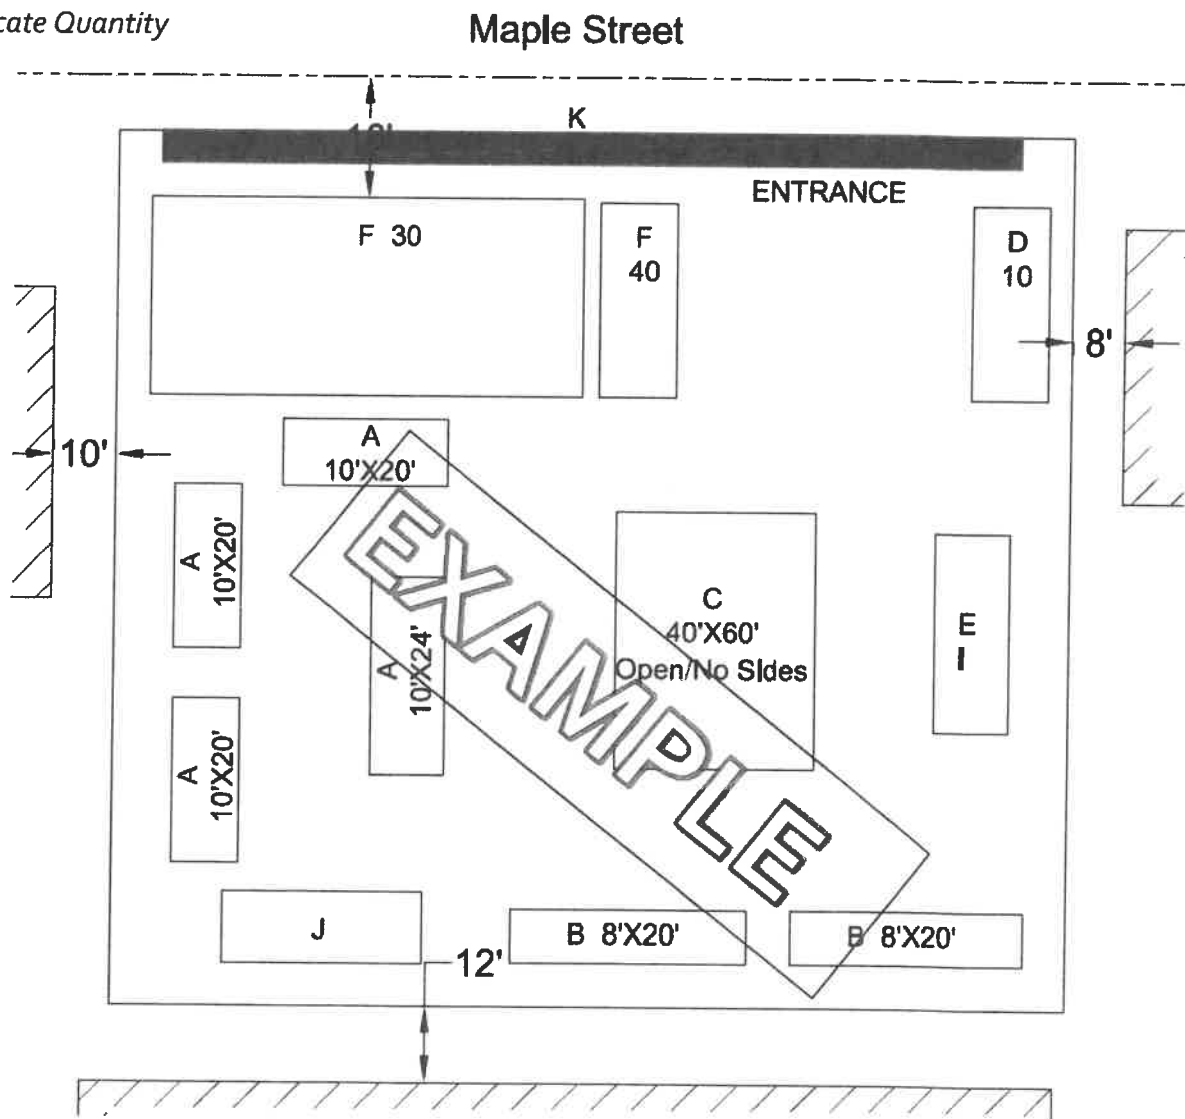 cate Quantity
Maple Street
K
ENTRANCE
F 30
F
40
D
10
8'
10'
A
10'X20'
A
10'X20'
A
10'X24'
A
10'X20'
C
40'X60'
Open/No Sides
E
I
EXAMPLE
J
12'
B 8'X20'
B 8'X20'